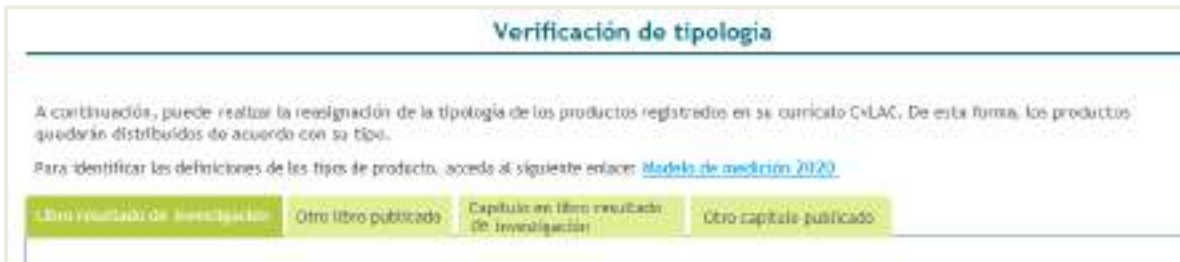 Verificación de tipología
A continuación, puede realizar la reasignación de la tipología de los productos registrados en su currículo CvLAC. De esta forma, los productos
quedarán distribuidos de acuerdo con su tipo.
Para identificar las definiciones de los tipos de producto, acceda al siguiente enlace: Modelo de medición 2020
Libro resultado de investigación Otro libro publicado Capítulo en libro resultado Otro capítulo publicado
de investigación